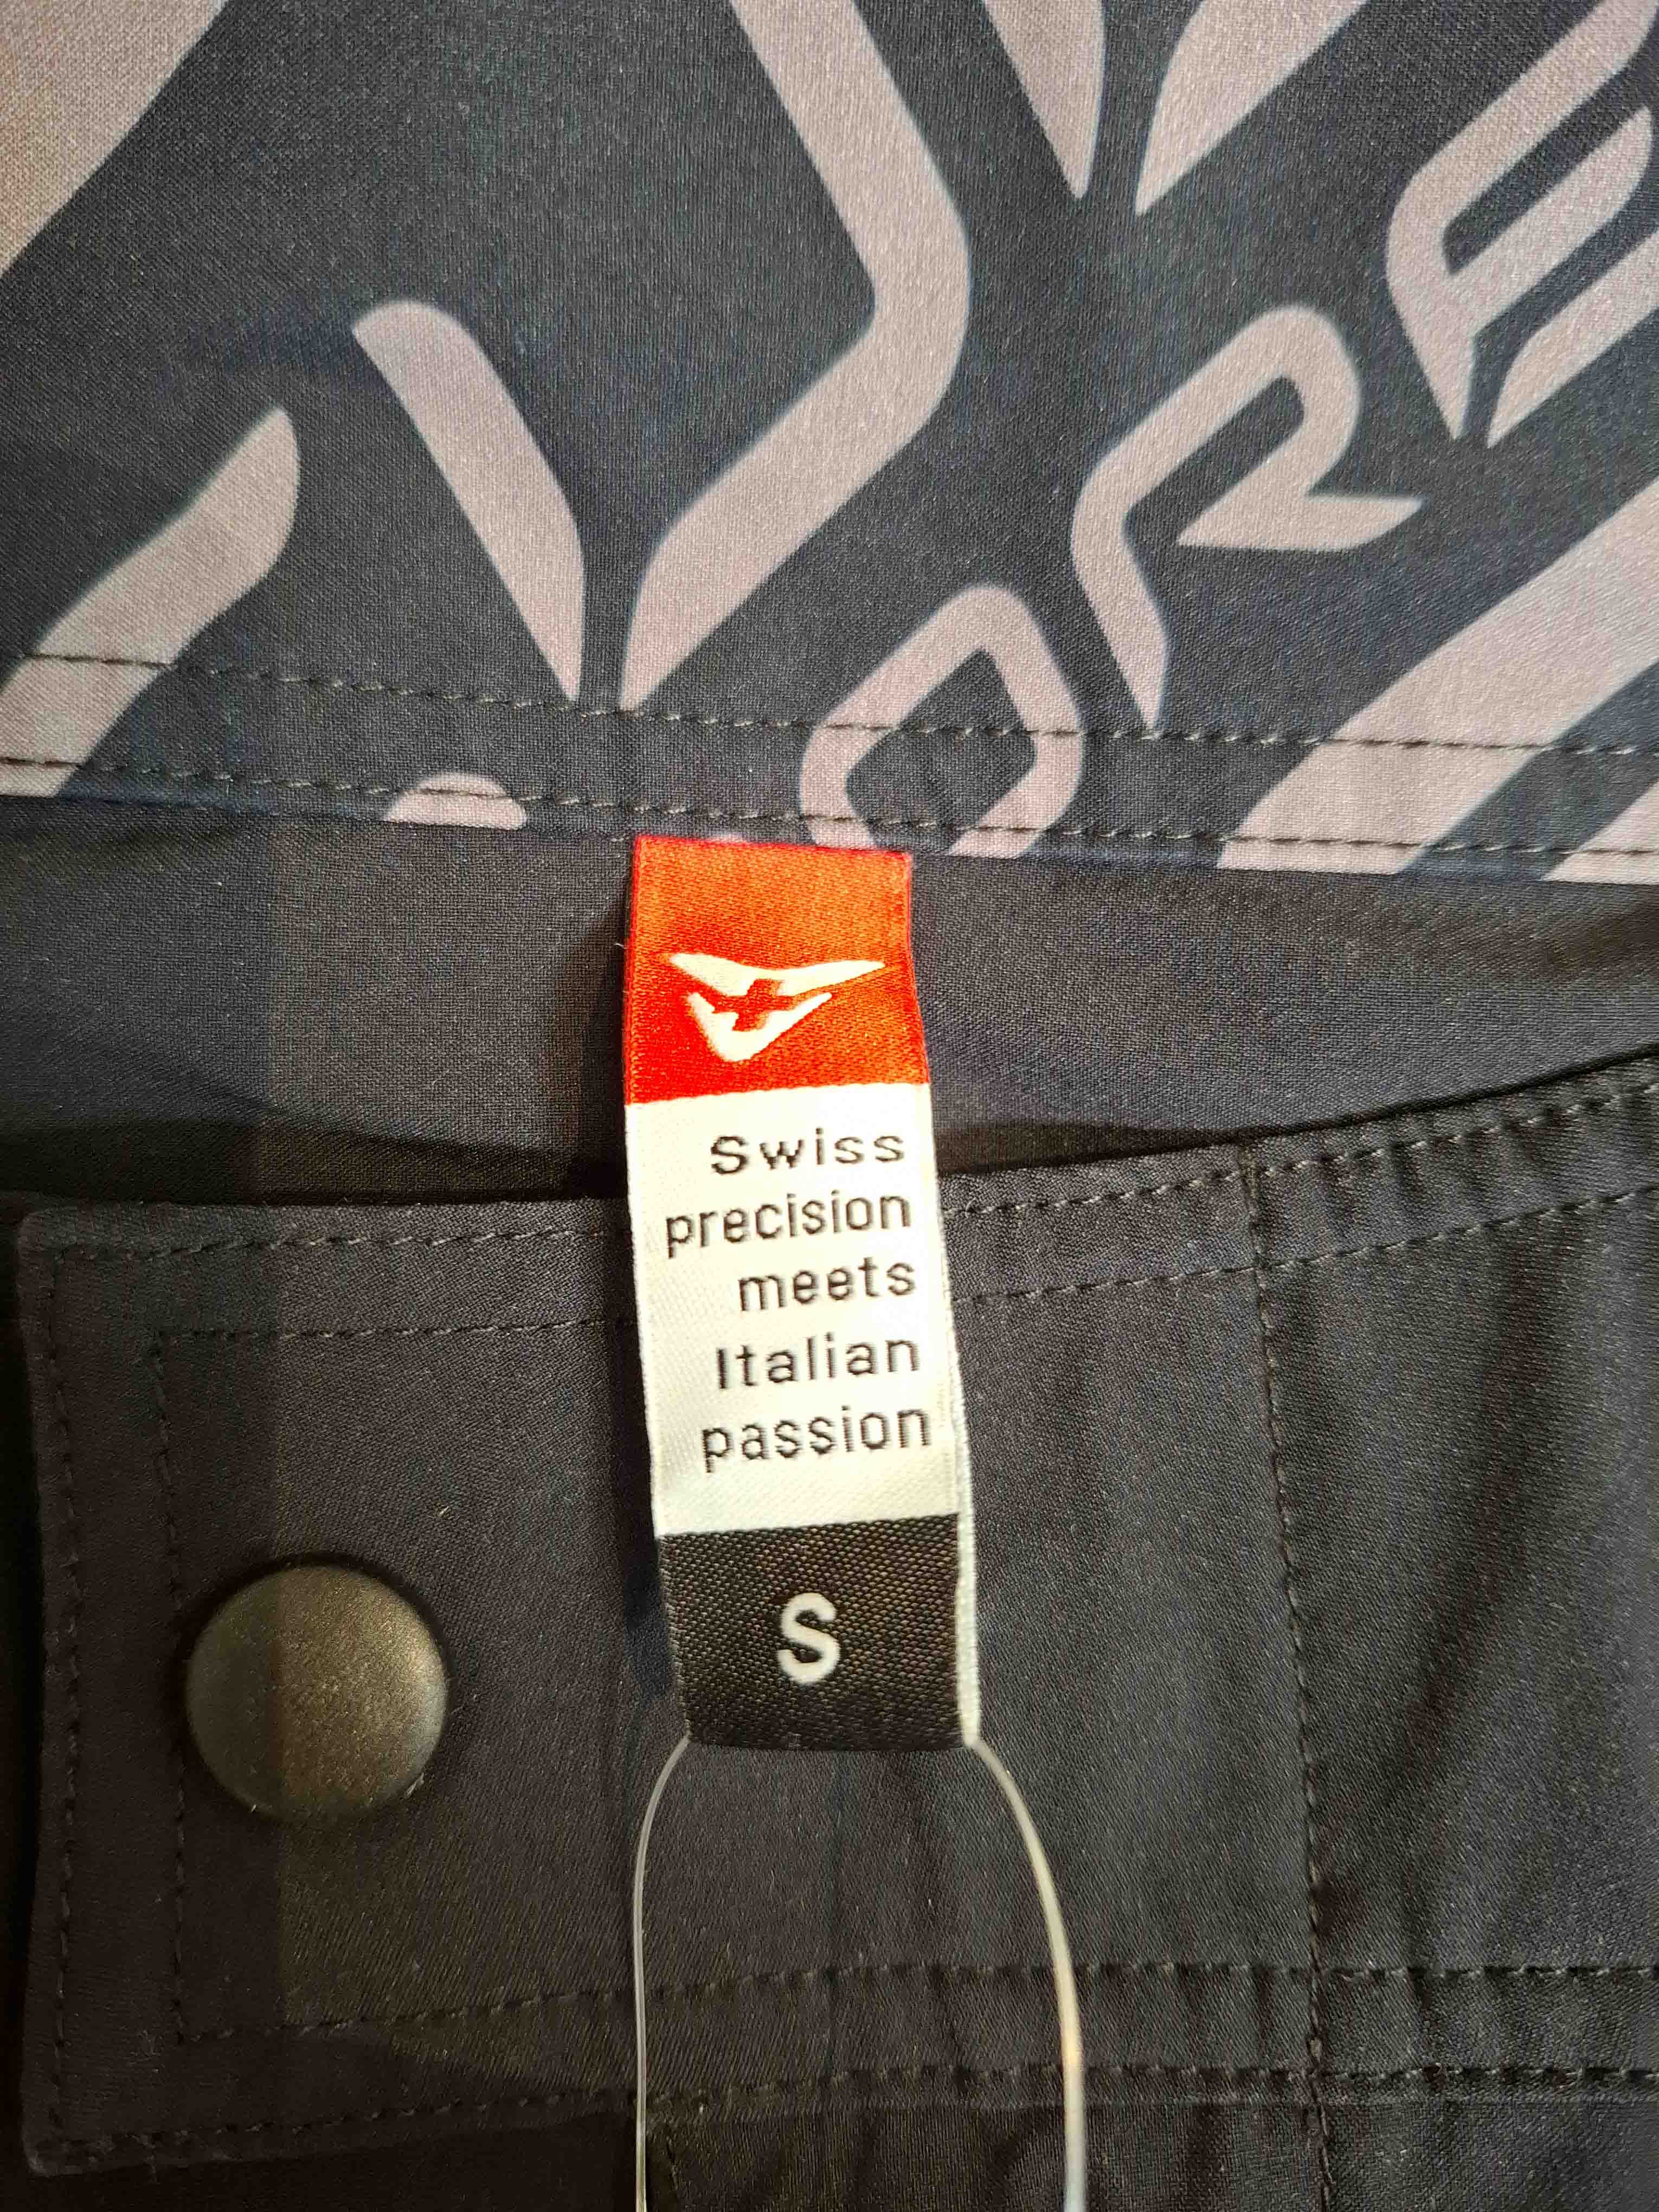 Swiss
precision
meets
Italian
passion
S